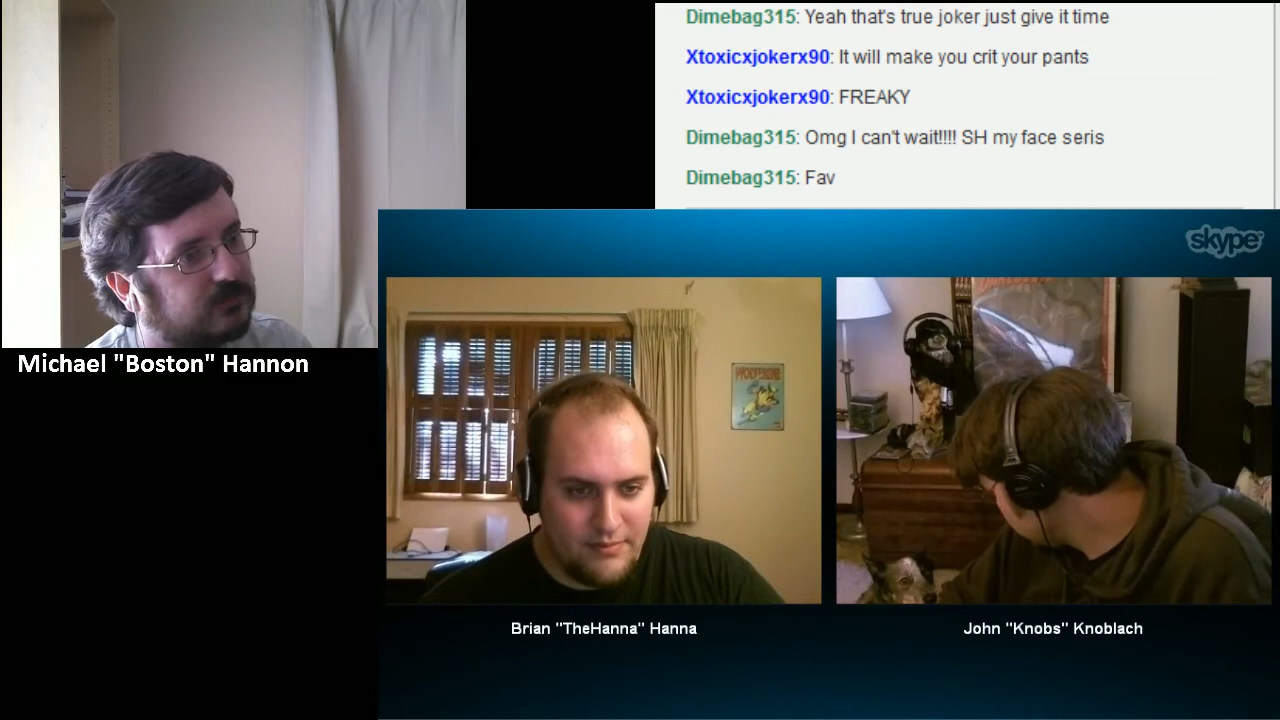 Dimebag315: Yeah that's true joker just give it time
Xtoxicxjokerx90: It will make you crit your pants
Xtoxicxjokerx90: FREAKY
Dimebag315: Omg I can't wait!!!! SH my face seris
Dimebag315: Fav
skype
Michael "Boston" Hannon
WOLVERINE
Brian "TheHanna" Hanna
John "Knobs" Knoblach